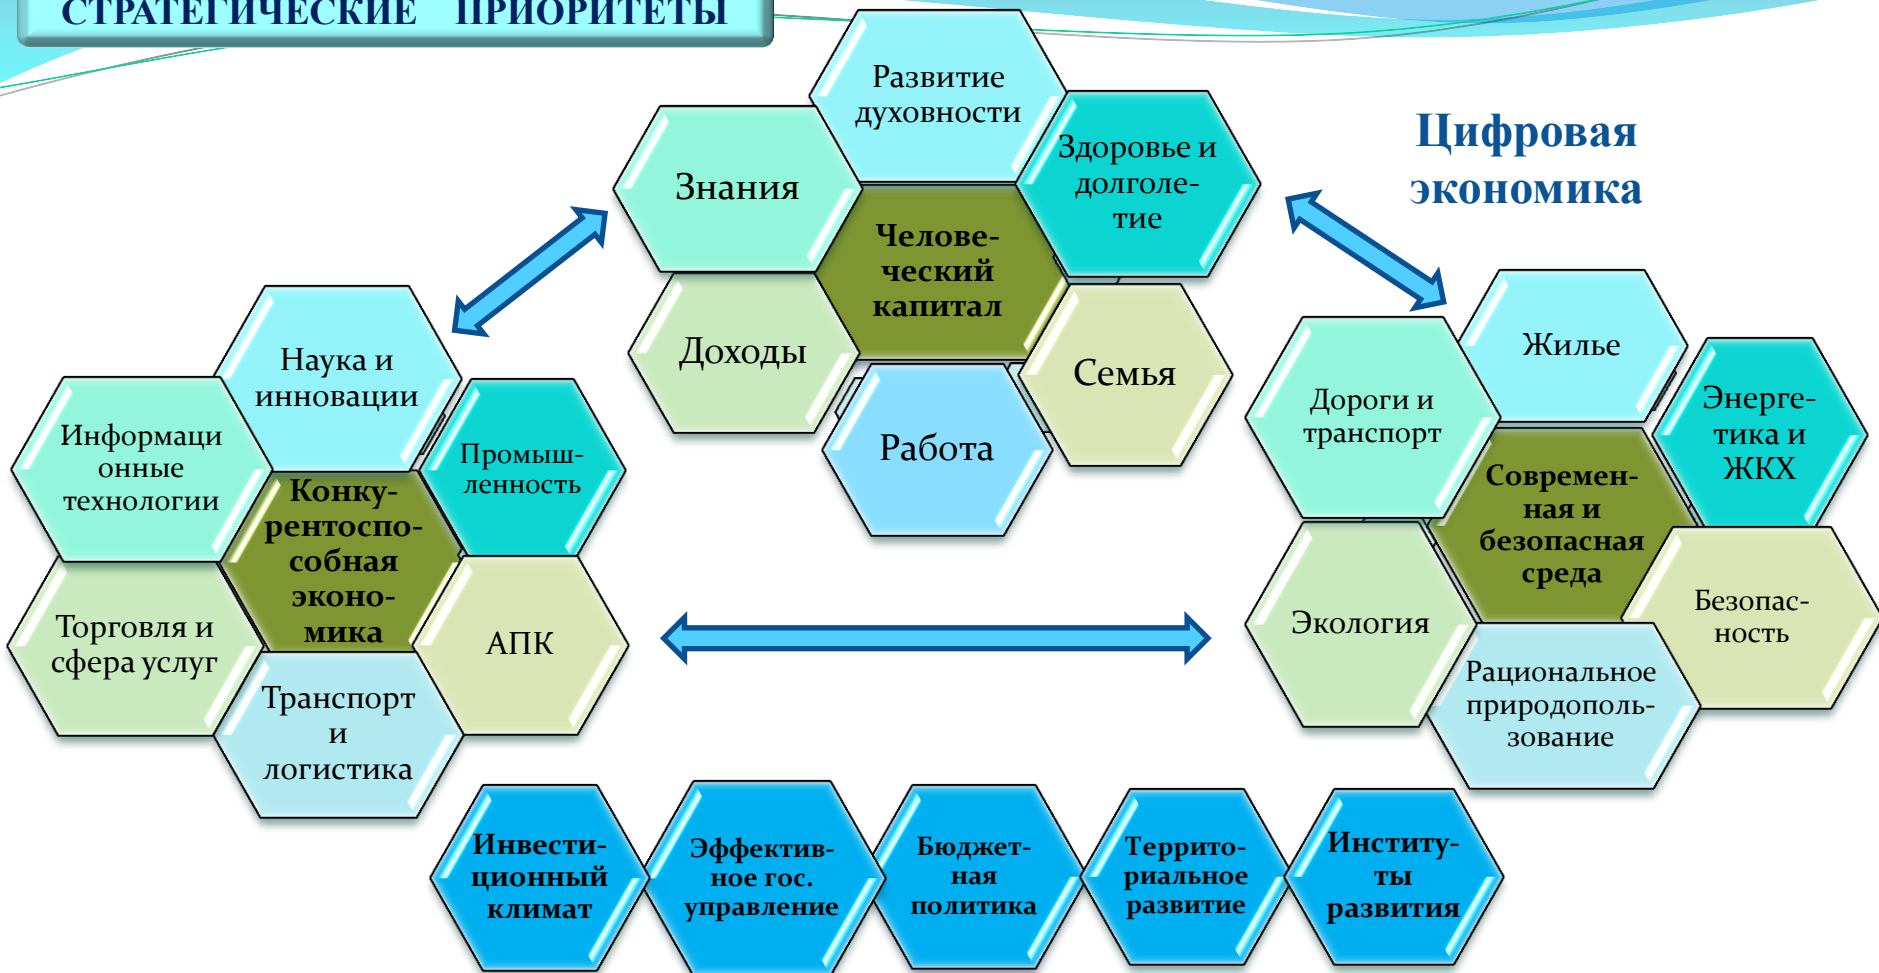 СТРАТЕГИЧЕСКИЕ ПРИОРИТЕТЫ
Развитие
духовности
Знания
Здоровье и
долголе-
тие
Челове-
ческий
капитал
Доходы
Семья
Работа
Цифровая
экономика
Наука и
инновации
Информаци
онные
технологии
Промыш-
ленность
Конку-
рентоспо-
собная
эконо-
мика
Торговля и
сфера услуг
АПК
Транспорт
и
логистика
Жилье
Дороги и
транспорт
Энерге-
тика и
ЖКХ
Современ-
ная и
безопасная
среда
Экология
Безопас-
ность
Рациональное
природополь-
зование
Инвести-
ционный
климат
Эффектив-
ное гос.
управление
Бюджет-
ная
политика
Террито-
риальное
развитие
Институ-
ты
развития